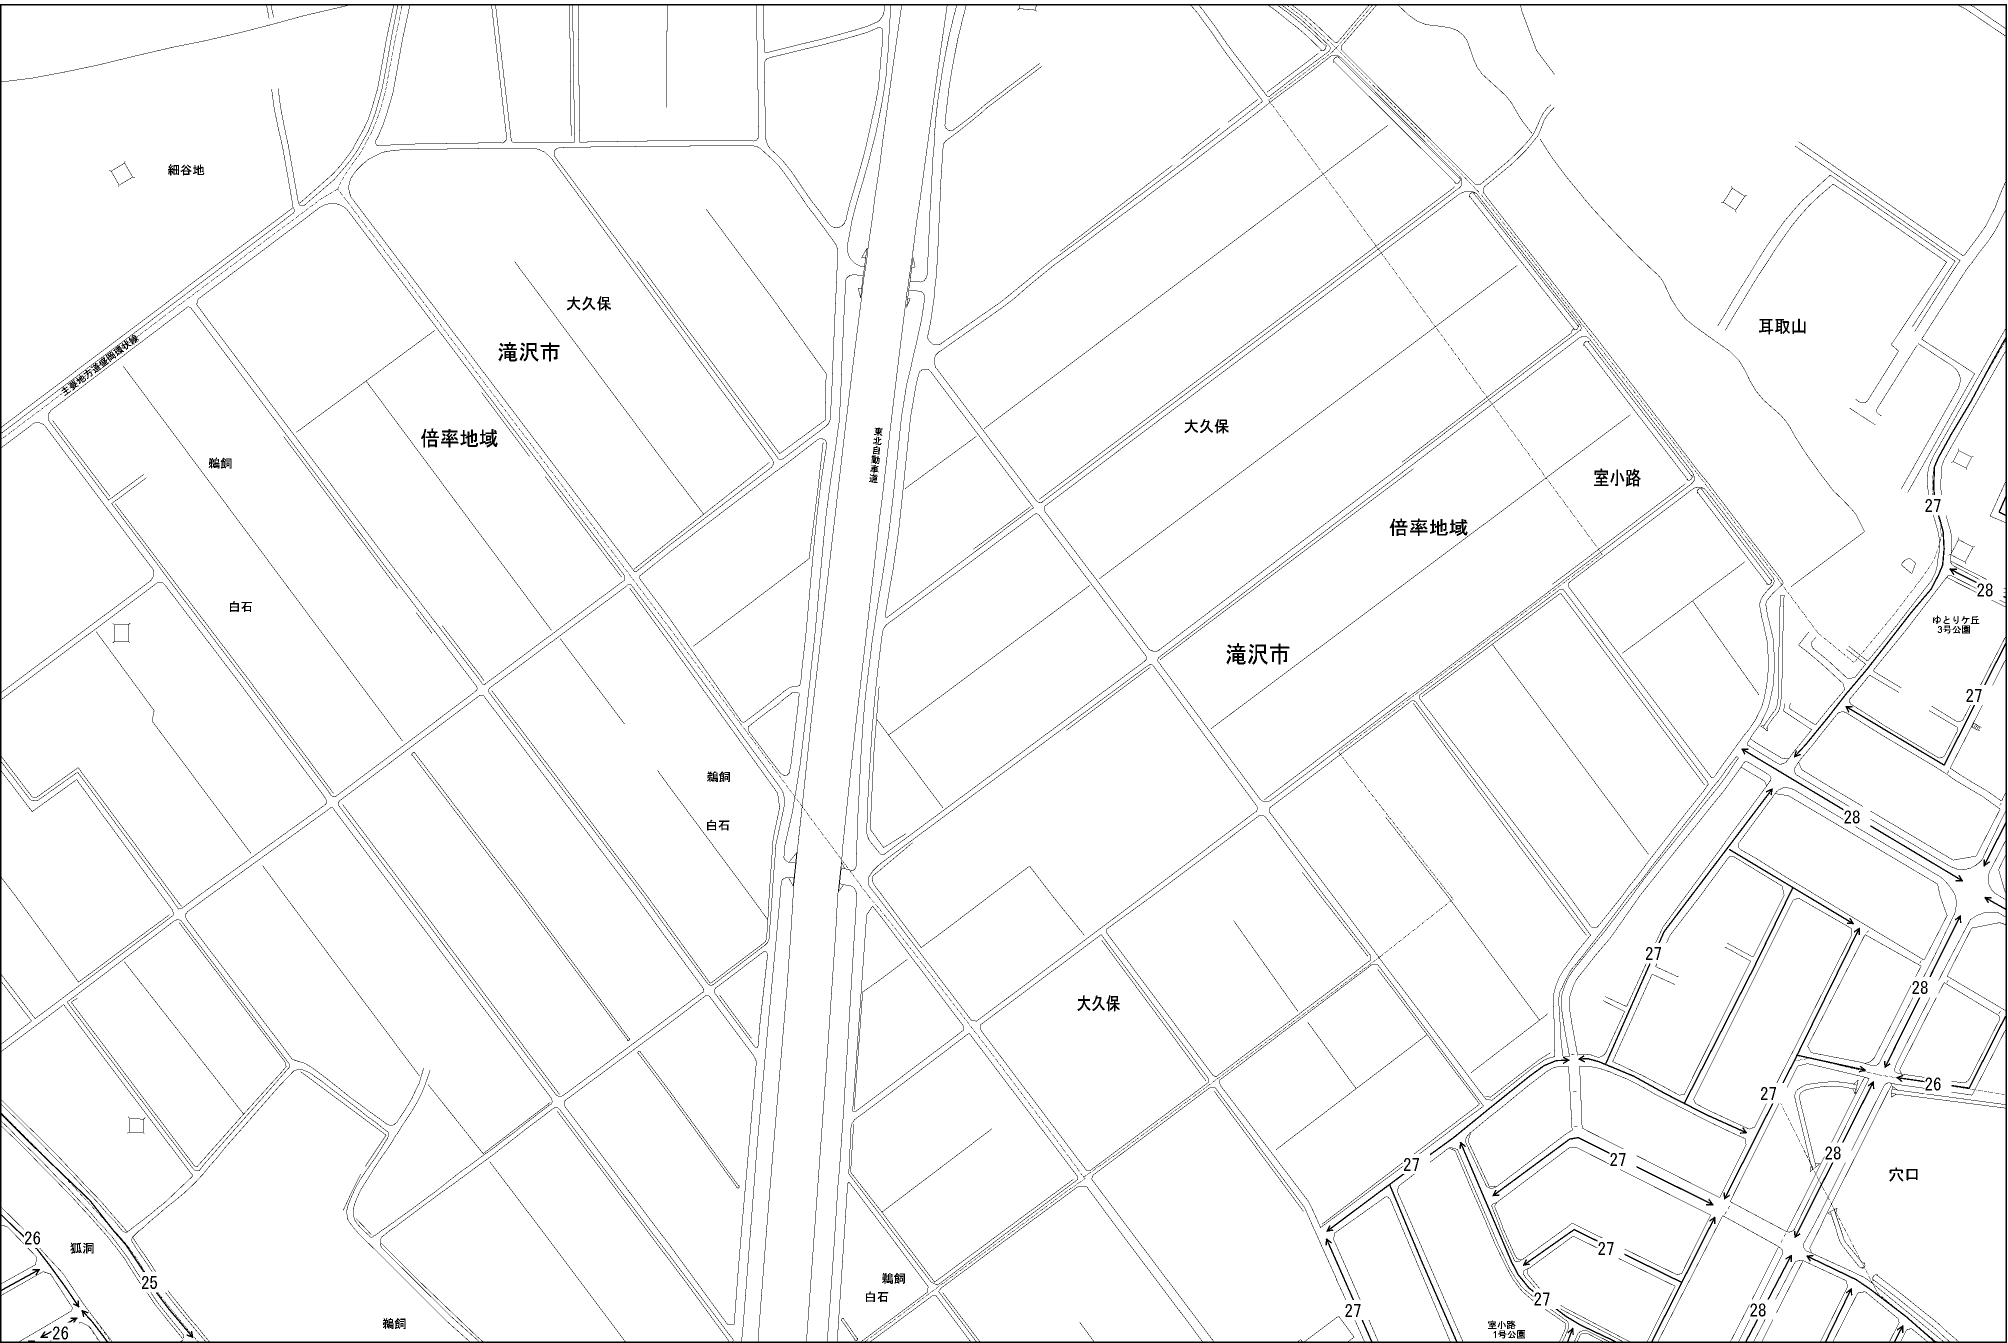 細谷地
大久保
耳取山
滝沢市
主要地方道盛岡環状線
倍率地域
大久保
東北自動車道
鵜飼
室小路
27
倍率地域
28
白石
ゆとりケ丘
3号公園
滝沢市
27
鵜飼
白石
28
27
28
大久保
26
27
28
27
27
穴口
26
狐洞
27
25
鵜飼
白石
27
27
28
鵜飼
室小路
1号公園
26